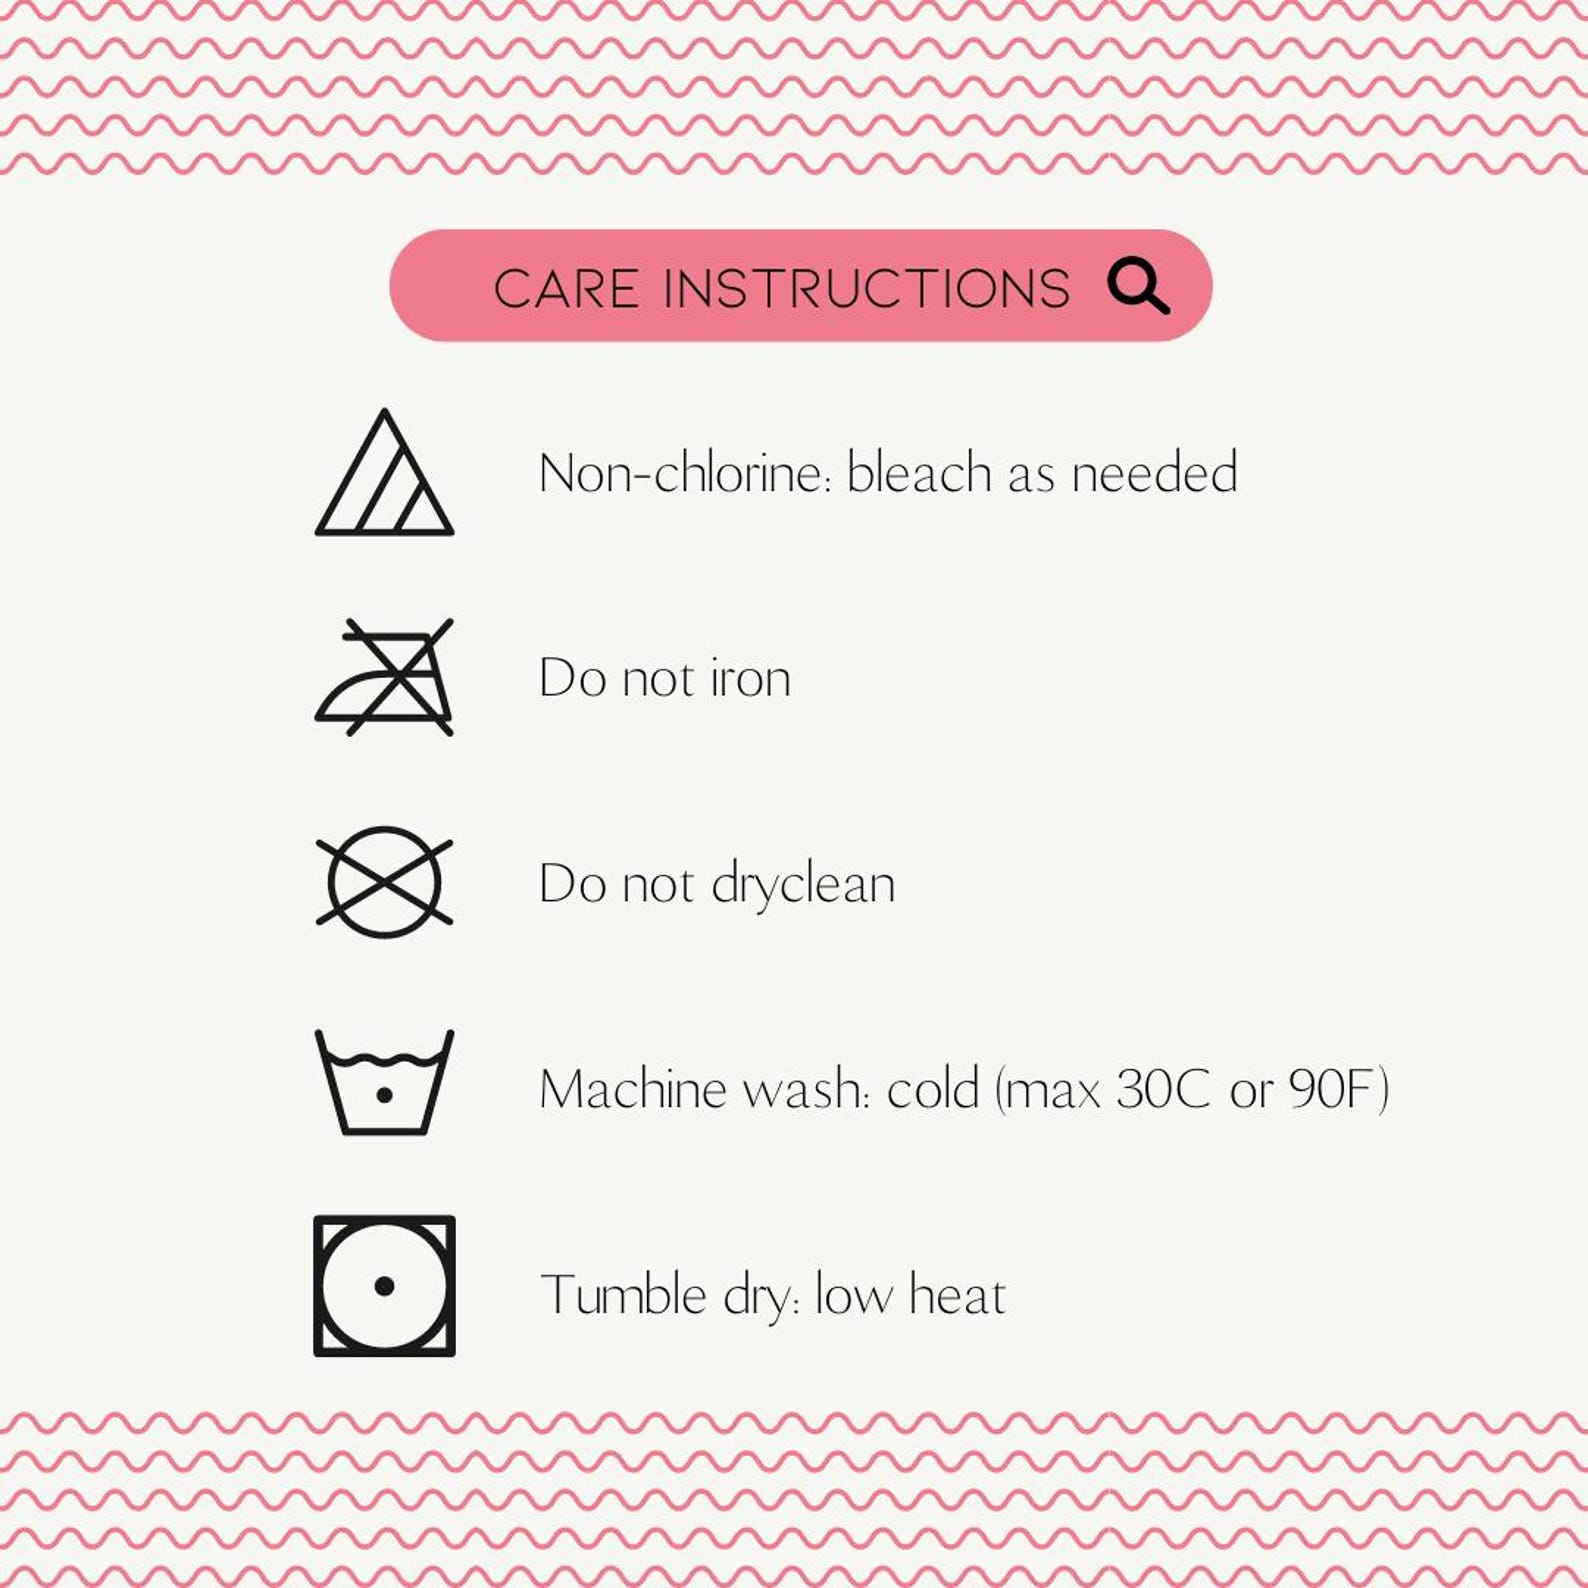 CARE INSTRUCTIONS
Non-chlorine: bleach as needed
Do not iron
Do not dryclean
Machine wash: cold (max 30C or 90F)
Tumble dry: low heat